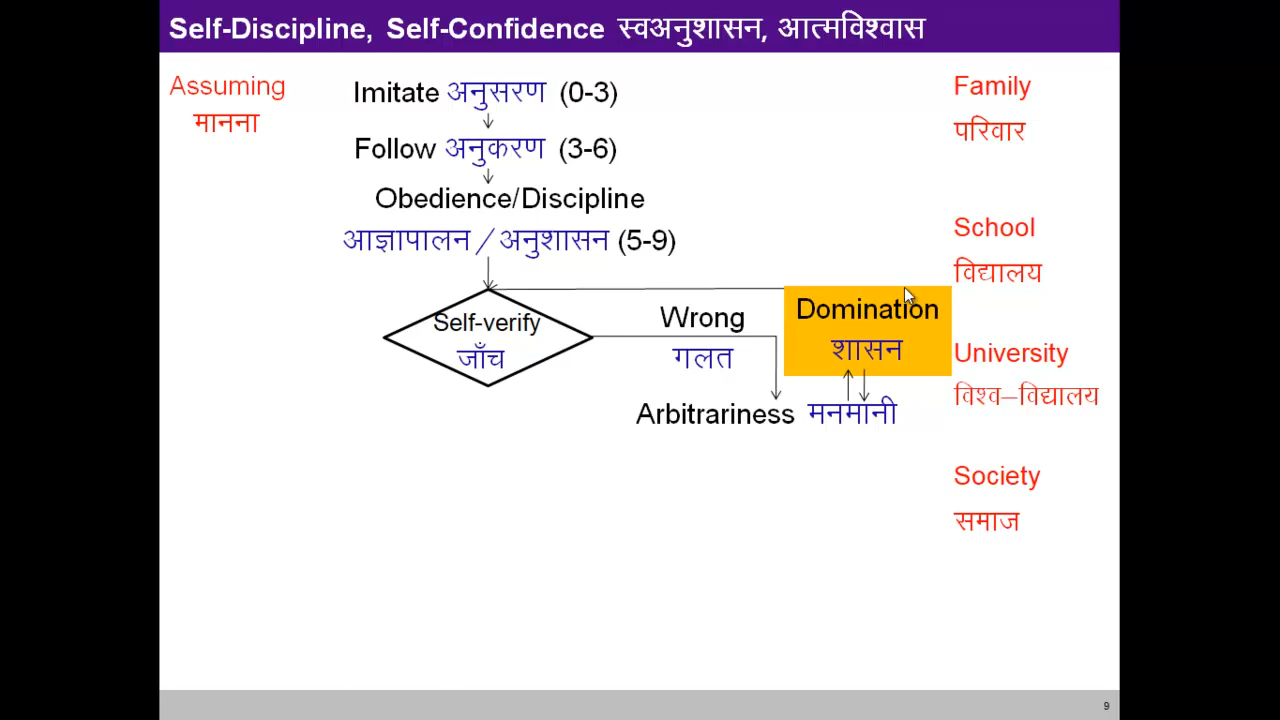 Self-Discipline, Self-Confidence स्वअनुशासन, आत्मविश्वास
Assuming
मानना
Imitate अनुसरण (0-3)
Follow अनुकरण (3-6)
Obedience/Discipline
आज्ञापालन / अनुशासन (5-9)
Self-verify
जाँच
Wrong
गलत
Domination
शासन
Arbitrariness मनमानी
Family
परिवार
School
विद्यालय
University
विश्व–विद्यालय
Society
समाज
9